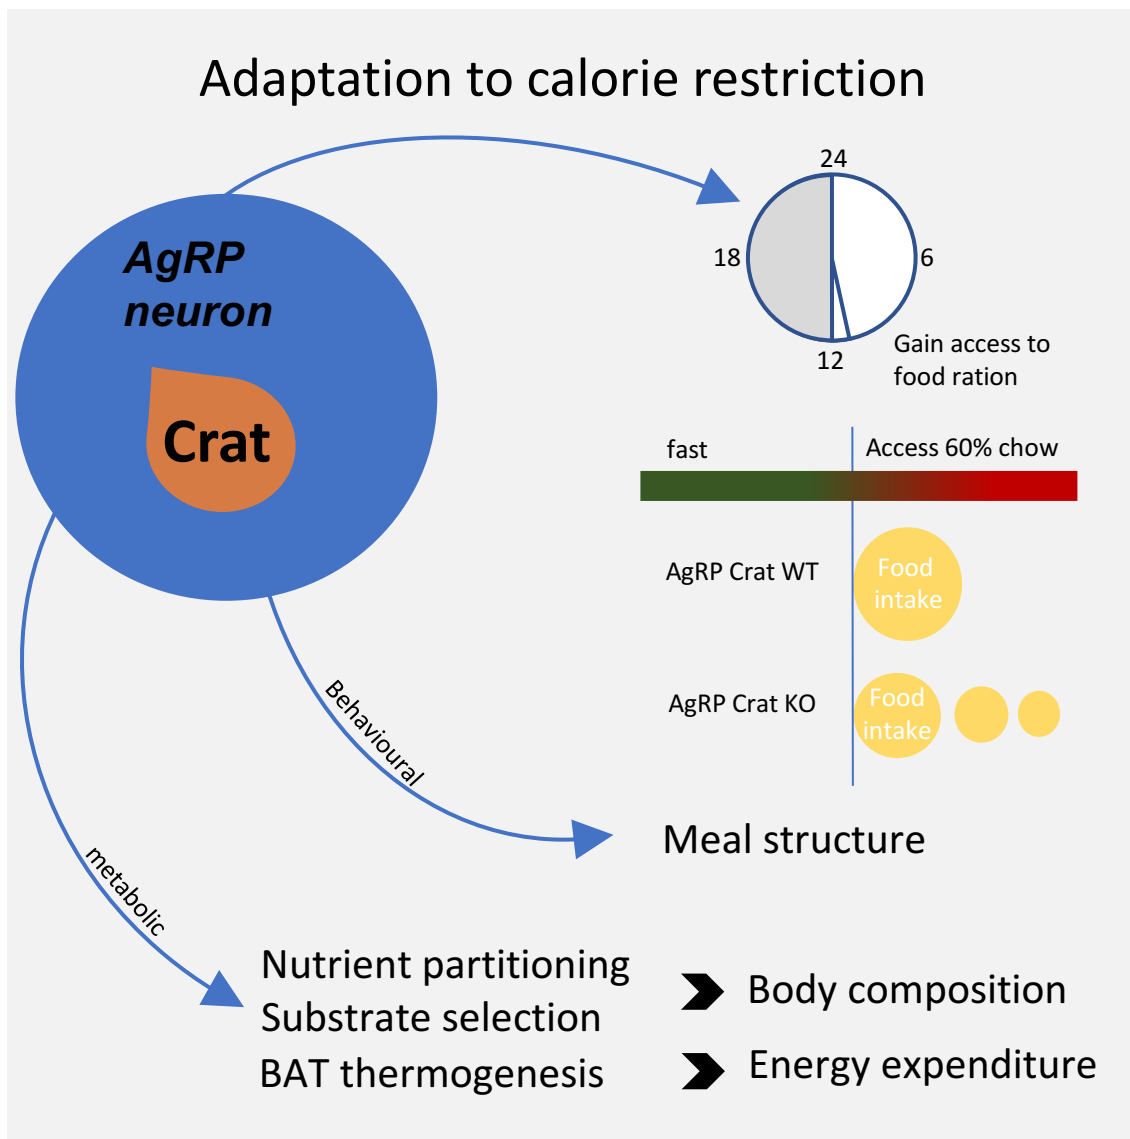 Adaptation to calorie restriction
AgRP
neuron
Crat
24
18
6
12
Gain access to
food ration
fast
Access 60% chow
AgRP Crat WT
Food
intake
AgRP Crat KO
Food
intake
Behavioural
Meal structure
metabolic
Nutrient partitioning
Substrate selection
BAT thermogenesis
Body composition
Energy expenditure